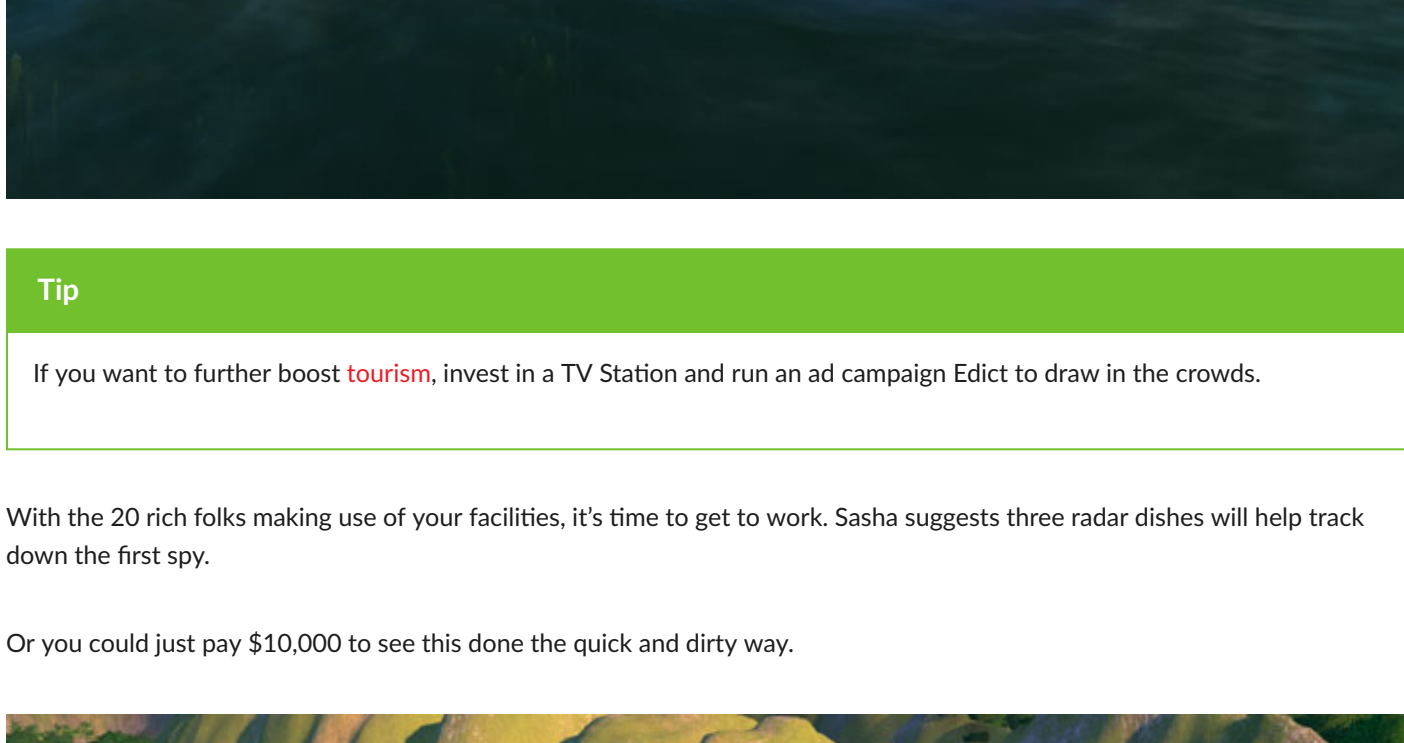 Tip
If you want to further boost tourism, invest in a TV Station and run an ad campaign Edict to draw in the crowds.
With the 20 rich folks making use of your facilities, it’s time to get to work. Sasha suggests three radar dishes will help track
down the first spy.
Or you could just pay $10,000 to see this done the quick and dirty way.